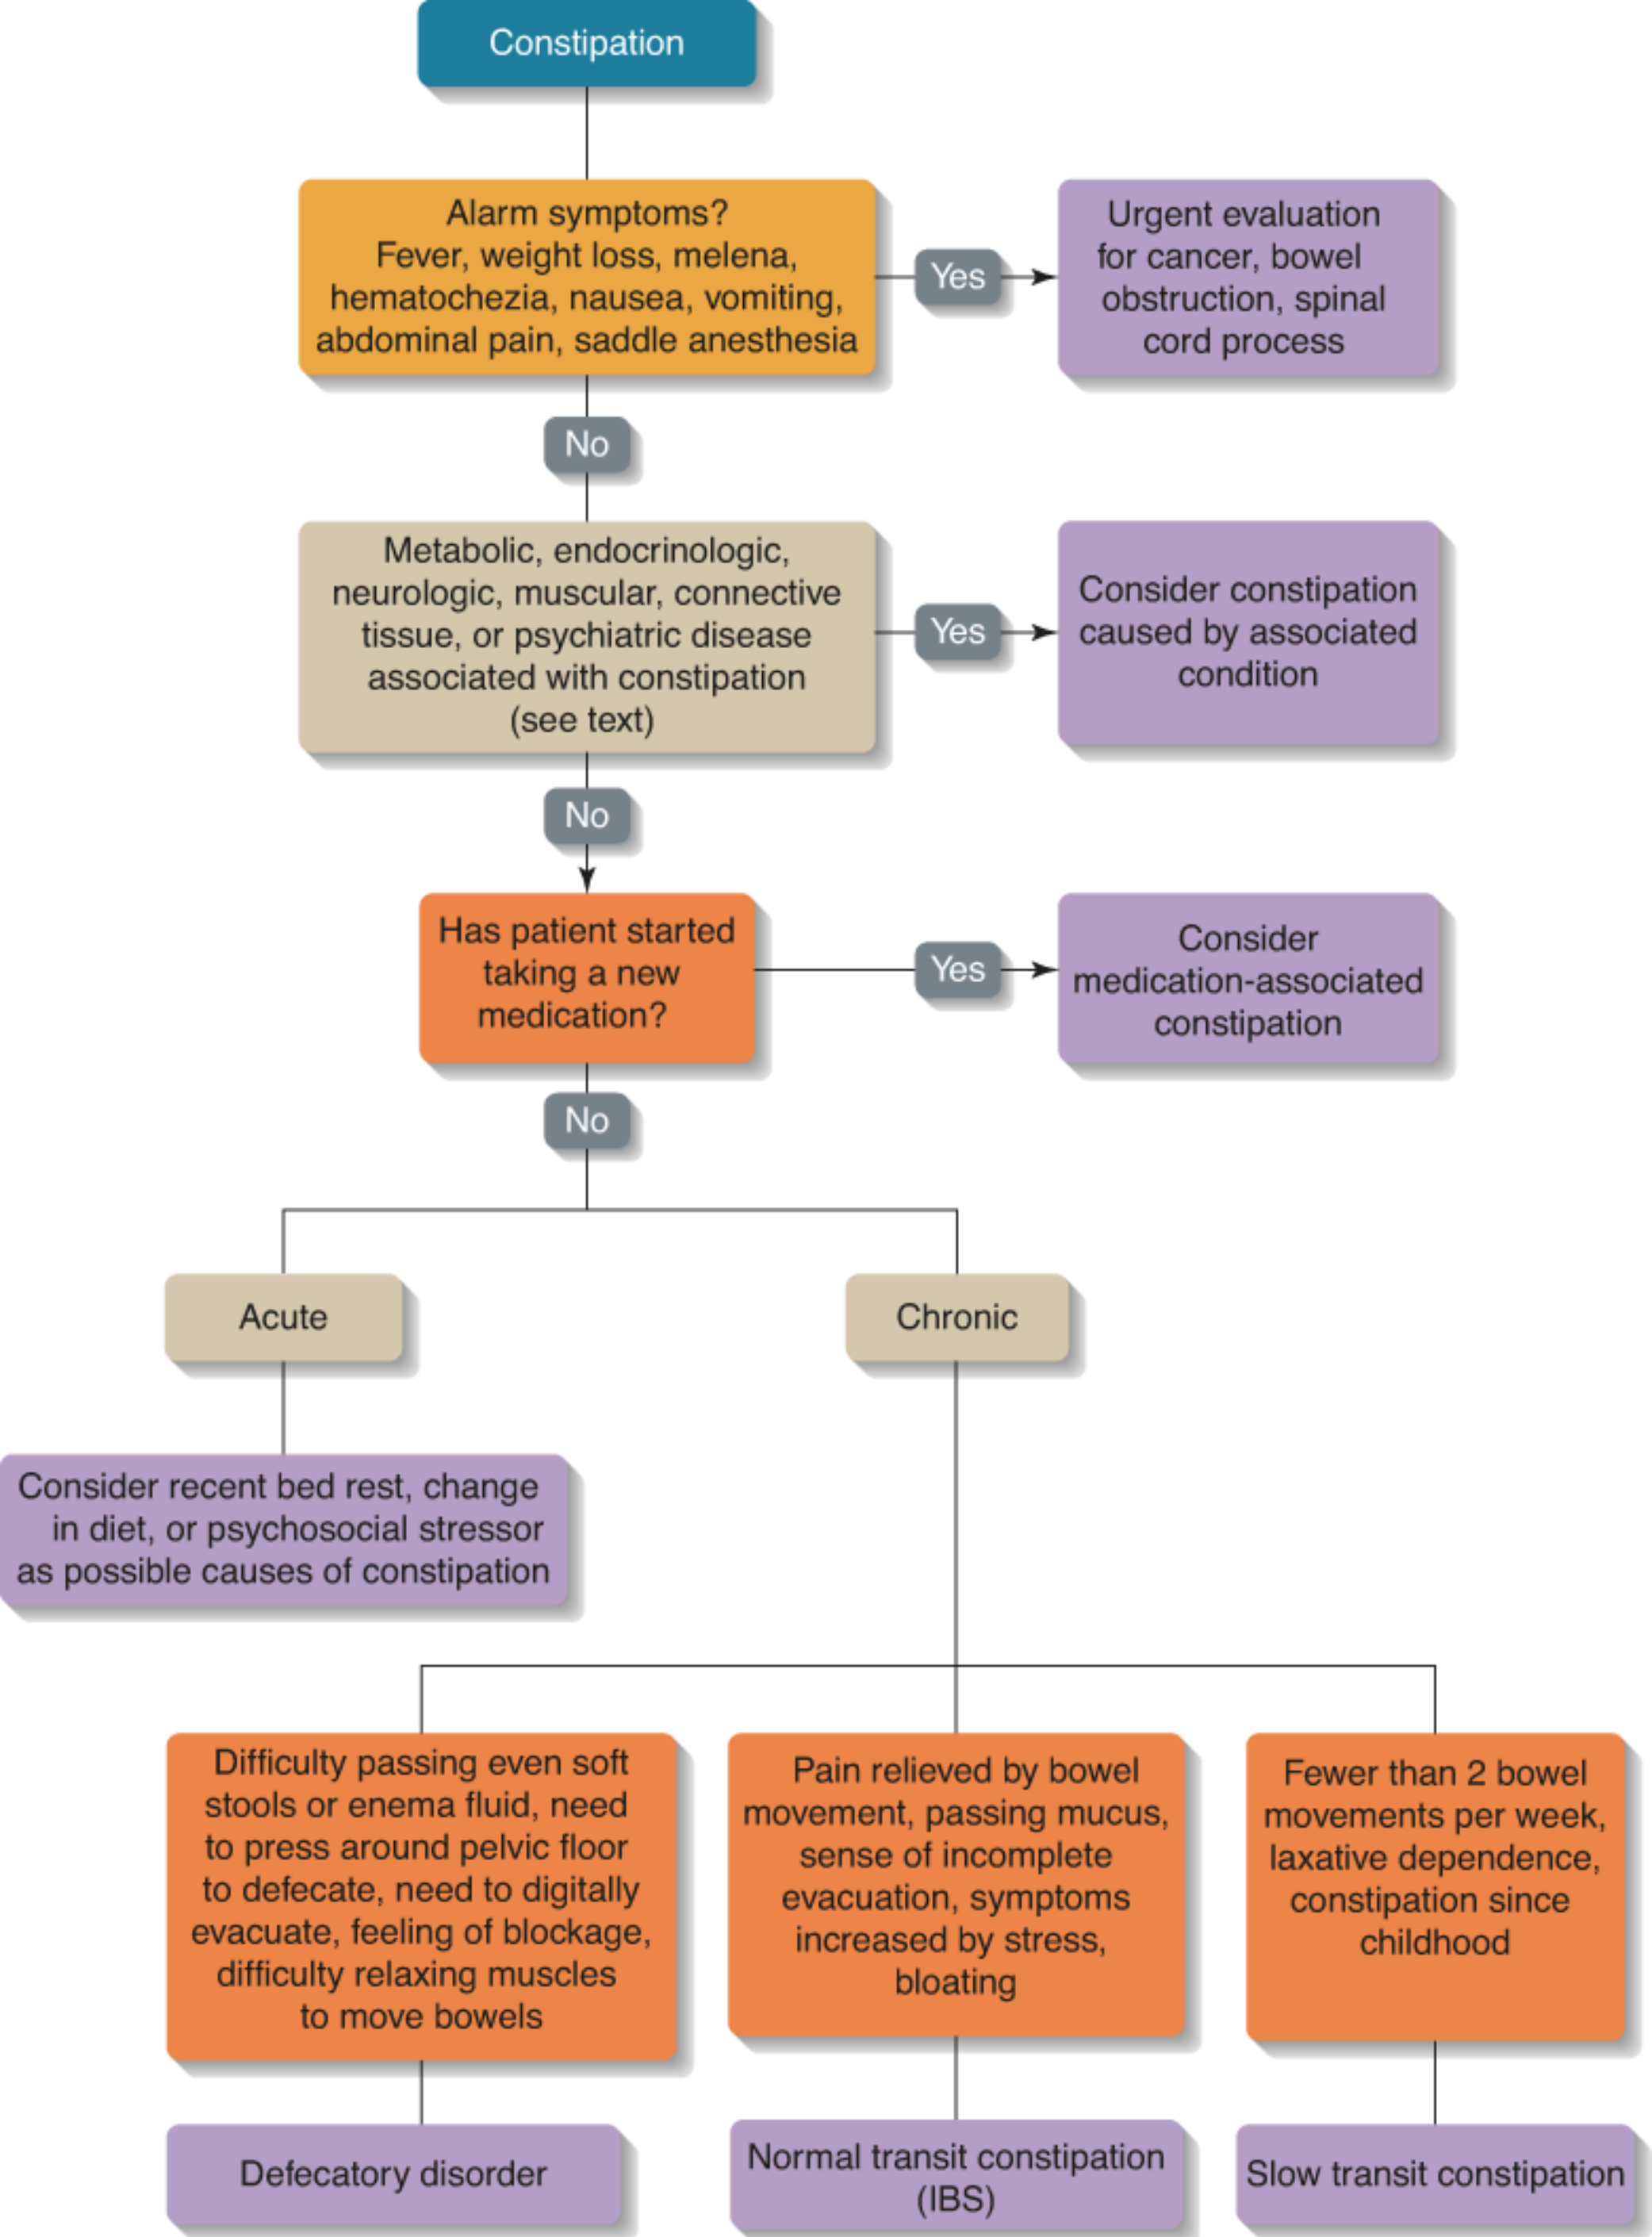 Constipation
Alarm symptoms?
Fever, weight loss, melena,
hematochezia, nausea, vomiting,
abdominal pain, saddle anesthesia
Yes
Urgent evaluation
for cancer, bowel
obstruction, spinal
cord process
No
Metabolic, endocrinologic,
neurologic, muscular, connective
tissue, or psychiatric disease
associated with constipation
(see text)
Yes
Consider constipation
caused by associated
condition
No
Has patient started
taking a new
medication?
Yes
Consider
medication-associated
constipation
No
Acute
Chronic
Consider recent bed rest, change
in diet, or psychosocial stressor
as possible causes of constipation
Difficulty passing even soft
stools or enema fluid, need
to press around pelvic floor
to defecate, need to digitally
evacuate, feeling of blockage,
difficulty relaxing muscles
to move bowels
Pain relieved by bowel
movement, passing mucus,
sense of incomplete
evacuation, symptoms
increased by stress,
bloating
Fewer than 2 bowel
movements per week,
laxative dependence,
constipation since
childhood
Defecatory disorder
Normal transit constipation
(IBS)
Slow transit constipation